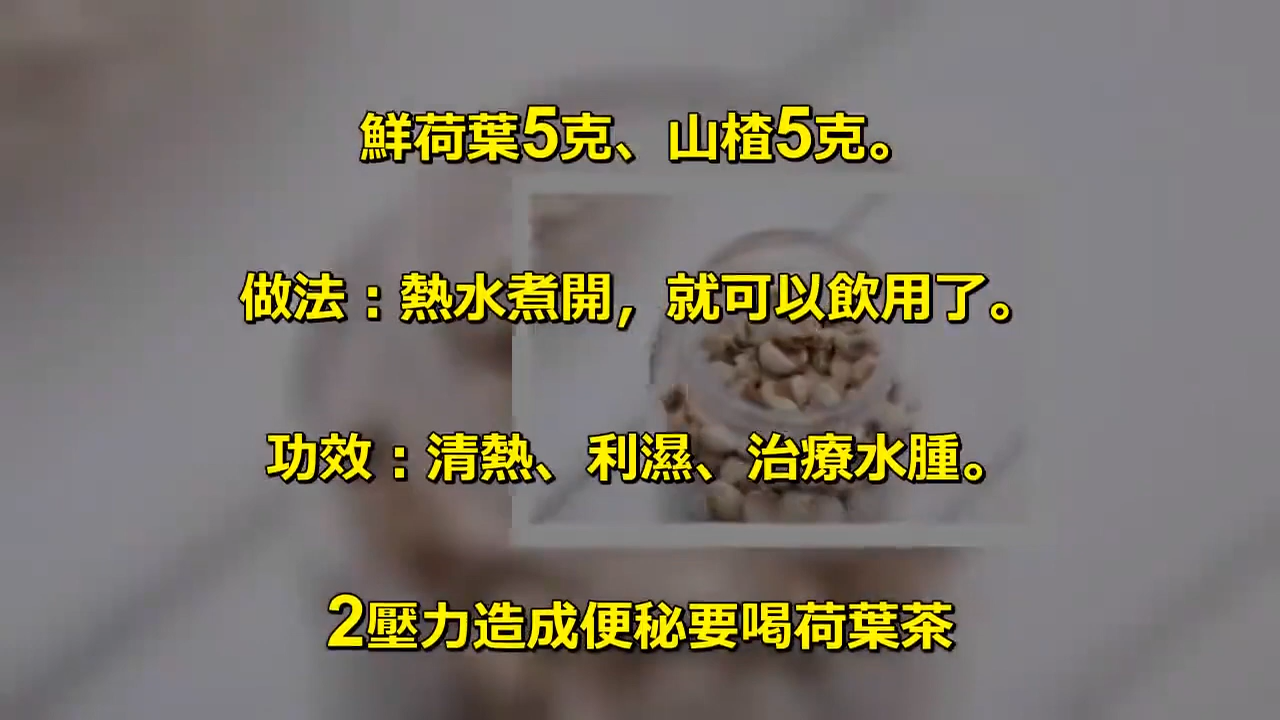 鮮荷葉5克、山楂5克。
做法：熱水煮開，就可以飲用了。
功效：清熱、利濕、治療水腫。
2壓力造成便秘要喝荷葉茶